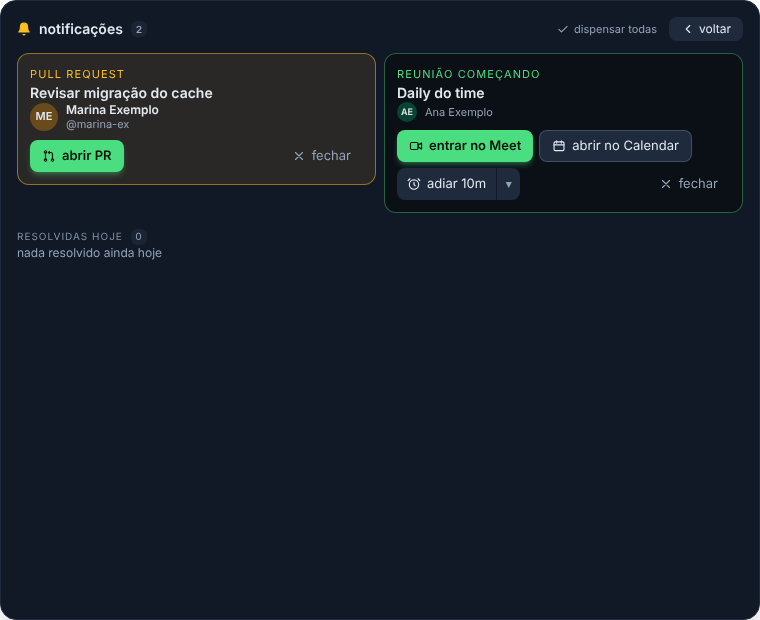 notificações 2
dispensar todas
voltar
PULL REQUEST
Revisar migração do cache
ME
Marina Exemplo
@marina-ex
abrir PR
fechar
REUNIÃO COMEÇANDO
Daily do time
AE
Ana Exemplo
entrar no Meet
abrir no Calendar
adiar 10m
fechar
RESOLVIDAS HOJE 0
nada resolvido ainda hoje